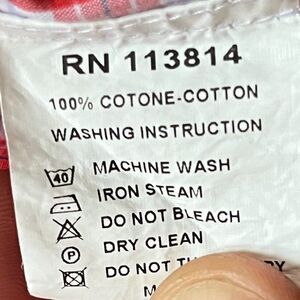 RN 113814
100% COTONE-COTTON
WASHING INSTRUCTION
40 MACHINE WASH
IRON STEAM
DO NOT BLEACH
P DRY CLEAN
DO NOT